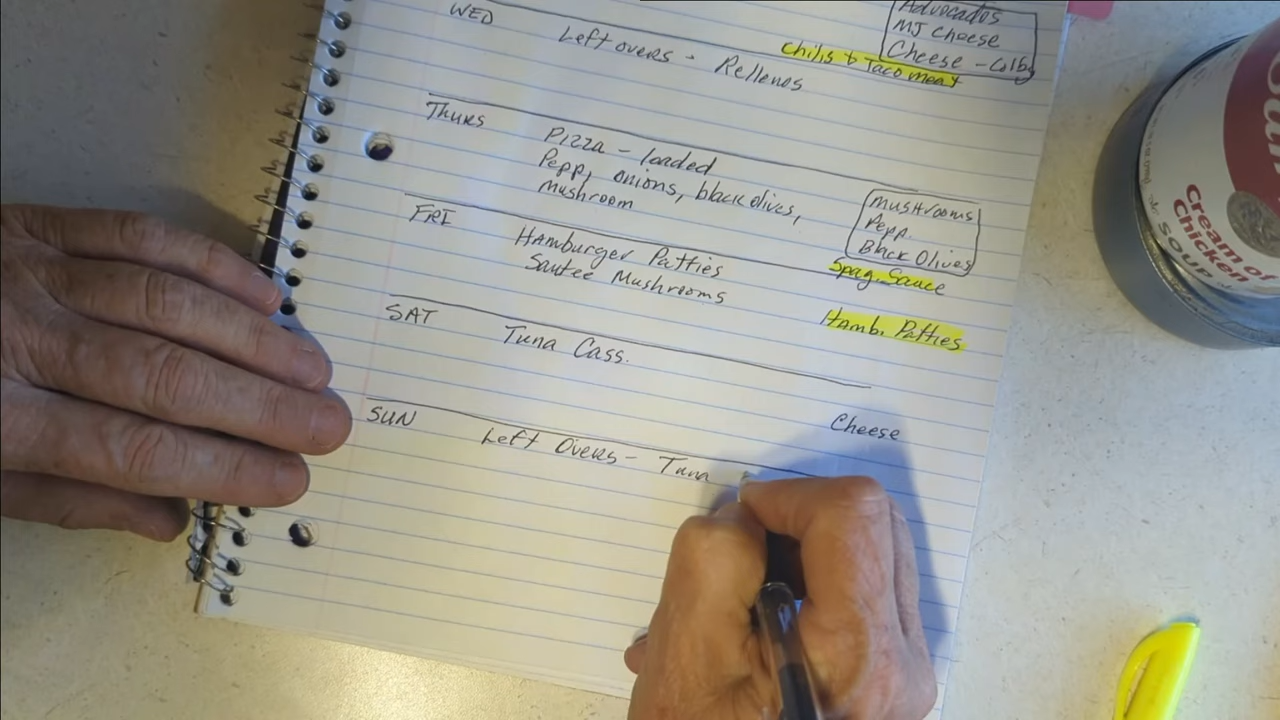 WED
Left overs - Rellenos
Advocados
MJ Cheese
Cheese - Colby
Chilis & Taco meat
THURS
Pizza - loaded
Pepp, onions, black olives,
Mushroom
MUSHROOMS
Pepp.
Black Olives
Spag. Sauce
FRI
Hamburger Patties
Sautee Mushrooms
Hamb. Patties
SAT
Tuna Cass.
Cheese
SUN
Left Overs - Tuna
Cream of
Chicken
SOUP